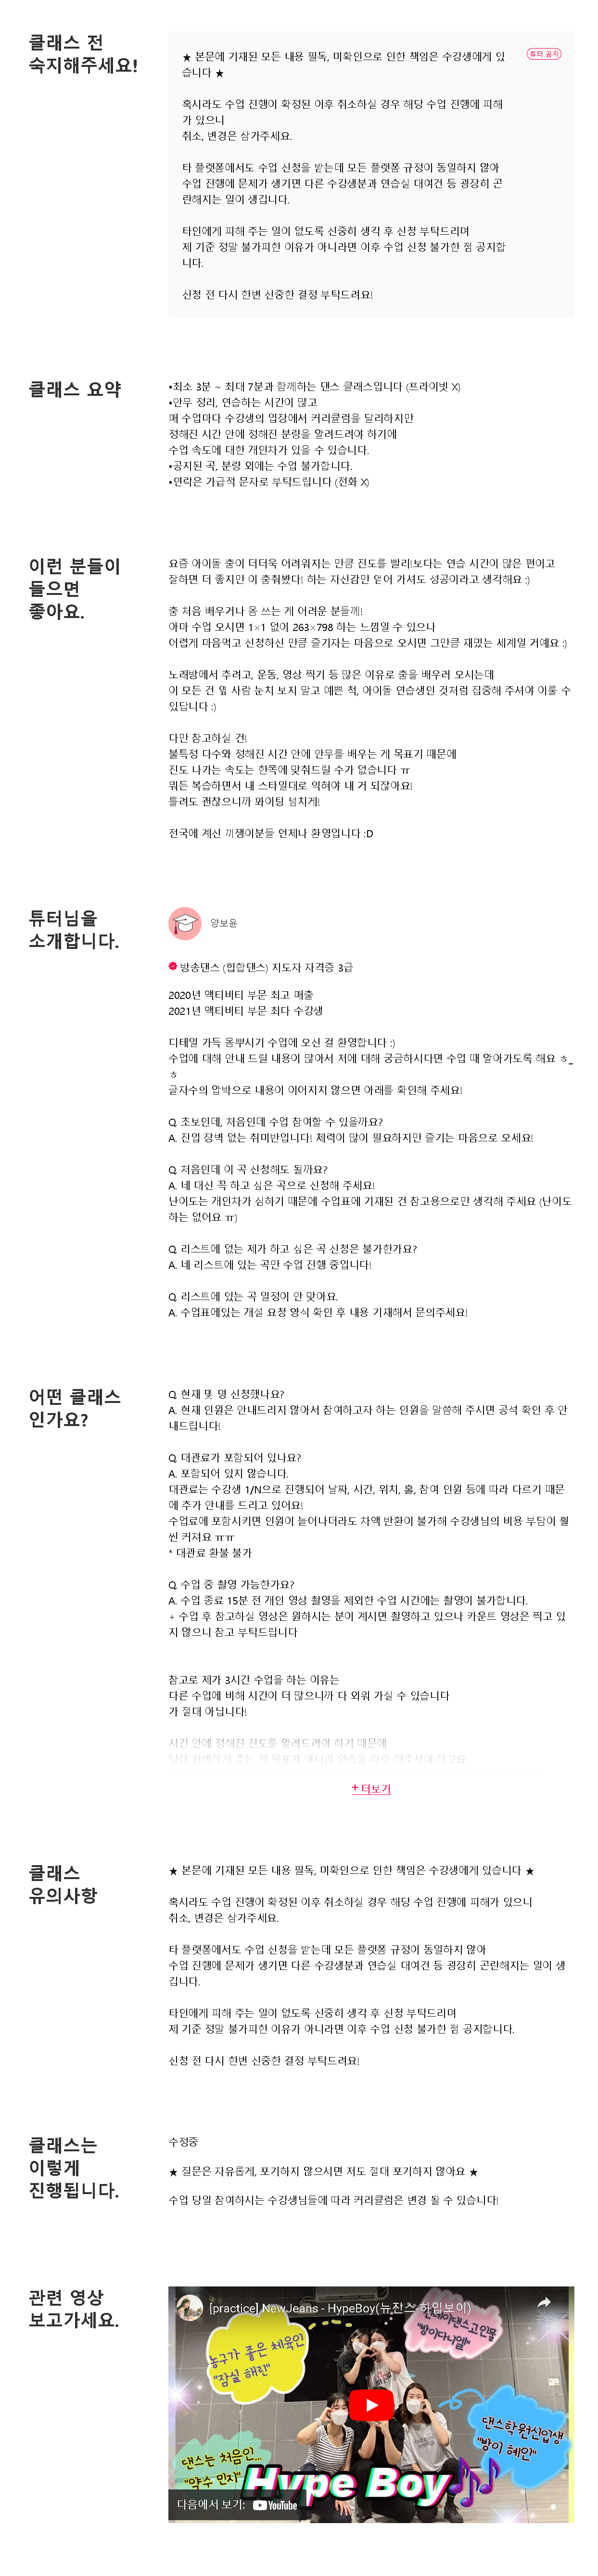 클래스 전
숙지해주세요!
튜터 공지
★ 본문에 기재된 모든 내용 필독, 미확인으로 인한 책임은 수강생에게 있
습니다 ★
혹시라도 수업 진행이 확정된 이후 취소하실 경우 해당 수업 진행에 피해
가 있으니
취소, 변경은 삼가주세요.
타 플랫폼에서도 수업 신청을 받는데 모든 플랫폼 규정이 동일하지 않아
수업 진행에 문제가 생기면 다른 수강생분과 연습실 대여건 등 굉장히 곤
란해지는 일이 생깁니다.
타인에게 피해 주는 일이 없도록 신중히 생각 후 신청 부탁드리며
제 기준 정말 불가피한 이유가 아니라면 이후 수업 신청 불가한 점 공지합
니다.
신청 전 다시 한번 신중한 결정 부탁드려요!
클래스 요약
•최소 3분 ~ 최대 7분과 함께하는 댄스 클래스입니다 (프라이빗 X)
•안무 정리, 연습하는 시간이 많고
매 수업마다 수강생의 입장에서 커리큘럼을 달리하지만
정해진 시간 안에 정해진 분량을 알려드려야 하기에
수업 속도에 대한 개인차가 있을 수 있습니다.
•공지된 곡, 분량 외에는 수업 불가합니다.
•연락은 가급적 문자로 부탁드립니다 (전화 X)
이런 분들이
들으면
좋아요.
요즘 아이돌 춤이 더더욱 어려워지는 만큼 진도를 빨리!보다는 연습 시간이 많은 편이고
잘하면 더 좋지만 이 춤춰봤다! 하는 자신감만 얻어 가셔도 성공이라고 생각해요 :)
춤 처음 배우거나 몸 쓰는 게 어려운 분들께!
아마 수업 오시면 1×1 없이 263×798 하는 느낌일 수 있으나
어렵게 마음먹고 신청하신 만큼 즐기자는 마음으로 오시면 그만큼 재밌는 세계일 거예요 :)
노래방에서 추려고, 운동, 영상 찍기 등 많은 이유로 춤을 배우러 오시는데
이 모든 건 옆 사람 눈치 보지 말고 예쁜 척, 아이돌 연습생인 것처럼 집중해 주셔야 이룰 수
있답니다 :)
다만 참고하실 건!
불특정 다수와 정해진 시간 안에 안무를 배우는 게 목표기 때문에
진도 나가는 속도는 한쪽에 맞춰드릴 수가 없습니다 ㅠ
뭐든 복습하면서 내 스타일대로 익혀야 내 거 되잖아요!
틀려도 괜찮으니까 파이팅 넘치게!
전국에 계신 끼쟁이분들 언제나 환영입니다 :D
튜터님을
소개합니다.
양보윤
방송댄스 (힙합댄스) 지도자 자격증 3급
2020년 액티비티 부문 최고 매출
2021년 액티비티 부문 최다 수강생
디테일 가득 몸뿌시기 수업에 오신 걸 환영합니다 :)
수업에 대해 안내 드릴 내용이 많아서 저에 대해 궁금하시다면 수업 때 알아가도록 해요 ㅎ_
ㅎ
글자수의 압박으로 내용이 이어지지 않으면 아래를 확인해 주세요!
Q. 초보인데, 처음인데 수업 참여할 수 있을까요?
A. 진입 장벽 없는 취미반입니다! 체력이 많이 필요하지만 즐기는 마음으로 오세요!
Q. 처음인데 이 곡 신청해도 될까요?
A. 네 대신 꼭 하고 싶은 곡으로 신청해 주세요!
난이도는 개인차가 심하기 때문에 수업표에 기재된 건 참고용으로만 생각해 주세요 (난이도
하는 없어요 ㅠ)
Q. 리스트에 없는 제가 하고 싶은 곡 신청은 불가한가요?
A. 네 리스트에 있는 곡만 수업 진행 중입니다!
Q. 리스트에 있는 곡 일정이 안 맞아요.
A. 수업표에있는 개설 요청 양식 확인 후 내용 기재해서 문의주세요!
어떤 클래스
인가요?
Q. 현재 몇 명 신청했나요?
A. 현재 인원은 안내드리지 않아서 참여하고자 하는 인원을 말씀해 주시면 공석 확인 후 안
내드립니다!
Q. 대관료가 포함되어 있나요?
A. 포함되어 있지 않습니다.
대관료는 수강생 1/N으로 진행되어 날짜, 시간, 위치, 홀, 참여 인원 등에 따라 다르기 때문
에 추가 안내를 드리고 있어요!
수업료에 포함시키면 인원이 늘어나더라도 차액 반환이 불가해 수강생님의 비용 부담이 훨
씬 커져요 ㅠㅠ
* 대관료 환불 불가
Q. 수업 중 촬영 가능한가요?
A. 수업 종료 15분 전 개인 영상 촬영을 제외한 수업 시간에는 촬영이 불가합니다.
+ 수업 후 참고하실 영상은 원하시는 분이 계시면 촬영하고 있으나 카운트 영상은 찍고 있
지 않으니 참고 부탁드립니다
참고로 제가 3시간 수업을 하는 이유는
다른 수업에 비해 시간이 더 많으니까 다 외워 가실 수 있습니다
가 절대 아닙니다!
시간 안에 정해진 진도를 알려드려야 하기 때문에
당장 완벽하게 추는 게 목표가 아니라 연습을 따로 해주셔야 하고요
+ 더보기
클래스
유의사항
★ 본문에 기재된 모든 내용 필독, 미확인으로 인한 책임은 수강생에게 있습니다 ★
혹시라도 수업 진행이 확정된 이후 취소하실 경우 해당 수업 진행에 피해가 있으니
취소, 변경은 삼가주세요.
타 플랫폼에서도 수업 신청을 받는데 모든 플랫폼 규정이 동일하지 않아
수업 진행에 문제가 생기면 다른 수강생분과 연습실 대여건 등 굉장히 곤란해지는 일이 생
깁니다.
타인에게 피해 주는 일이 없도록 신중히 생각 후 신청 부탁드리며
제 기준 정말 불가피한 이유가 아니라면 이후 수업 신청 불가한 점 공지합니다.
신청 전 다시 한번 신중한 결정 부탁드려요!
클래스는
이렇게
진행됩니다.
수정중
★ 질문은 자유롭게, 포기하지 않으시면 저도 절대 포기하지 않아요 ★
수업 당일 참여하시는 수강생님들에 따라 커리큘럼은 변경 될 수 있습니다!
관련 영상
보고가세요.
[practice] NewJeans - HypeBoy(뉴진스-하입보이)
공유
농구가 좋은 체육인
"잠실 해린"
"방이다니엘"
댄스학원신입생
"방이 혜인"
댄스는 처음인...
"약수 민지"
Hype Boy
다음에서 보기: YouTube